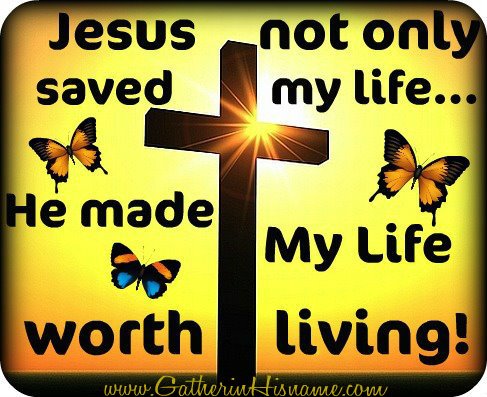 Jesus not only
saved my life...
He made My Life
worth living!
www.GatherinHisname.com